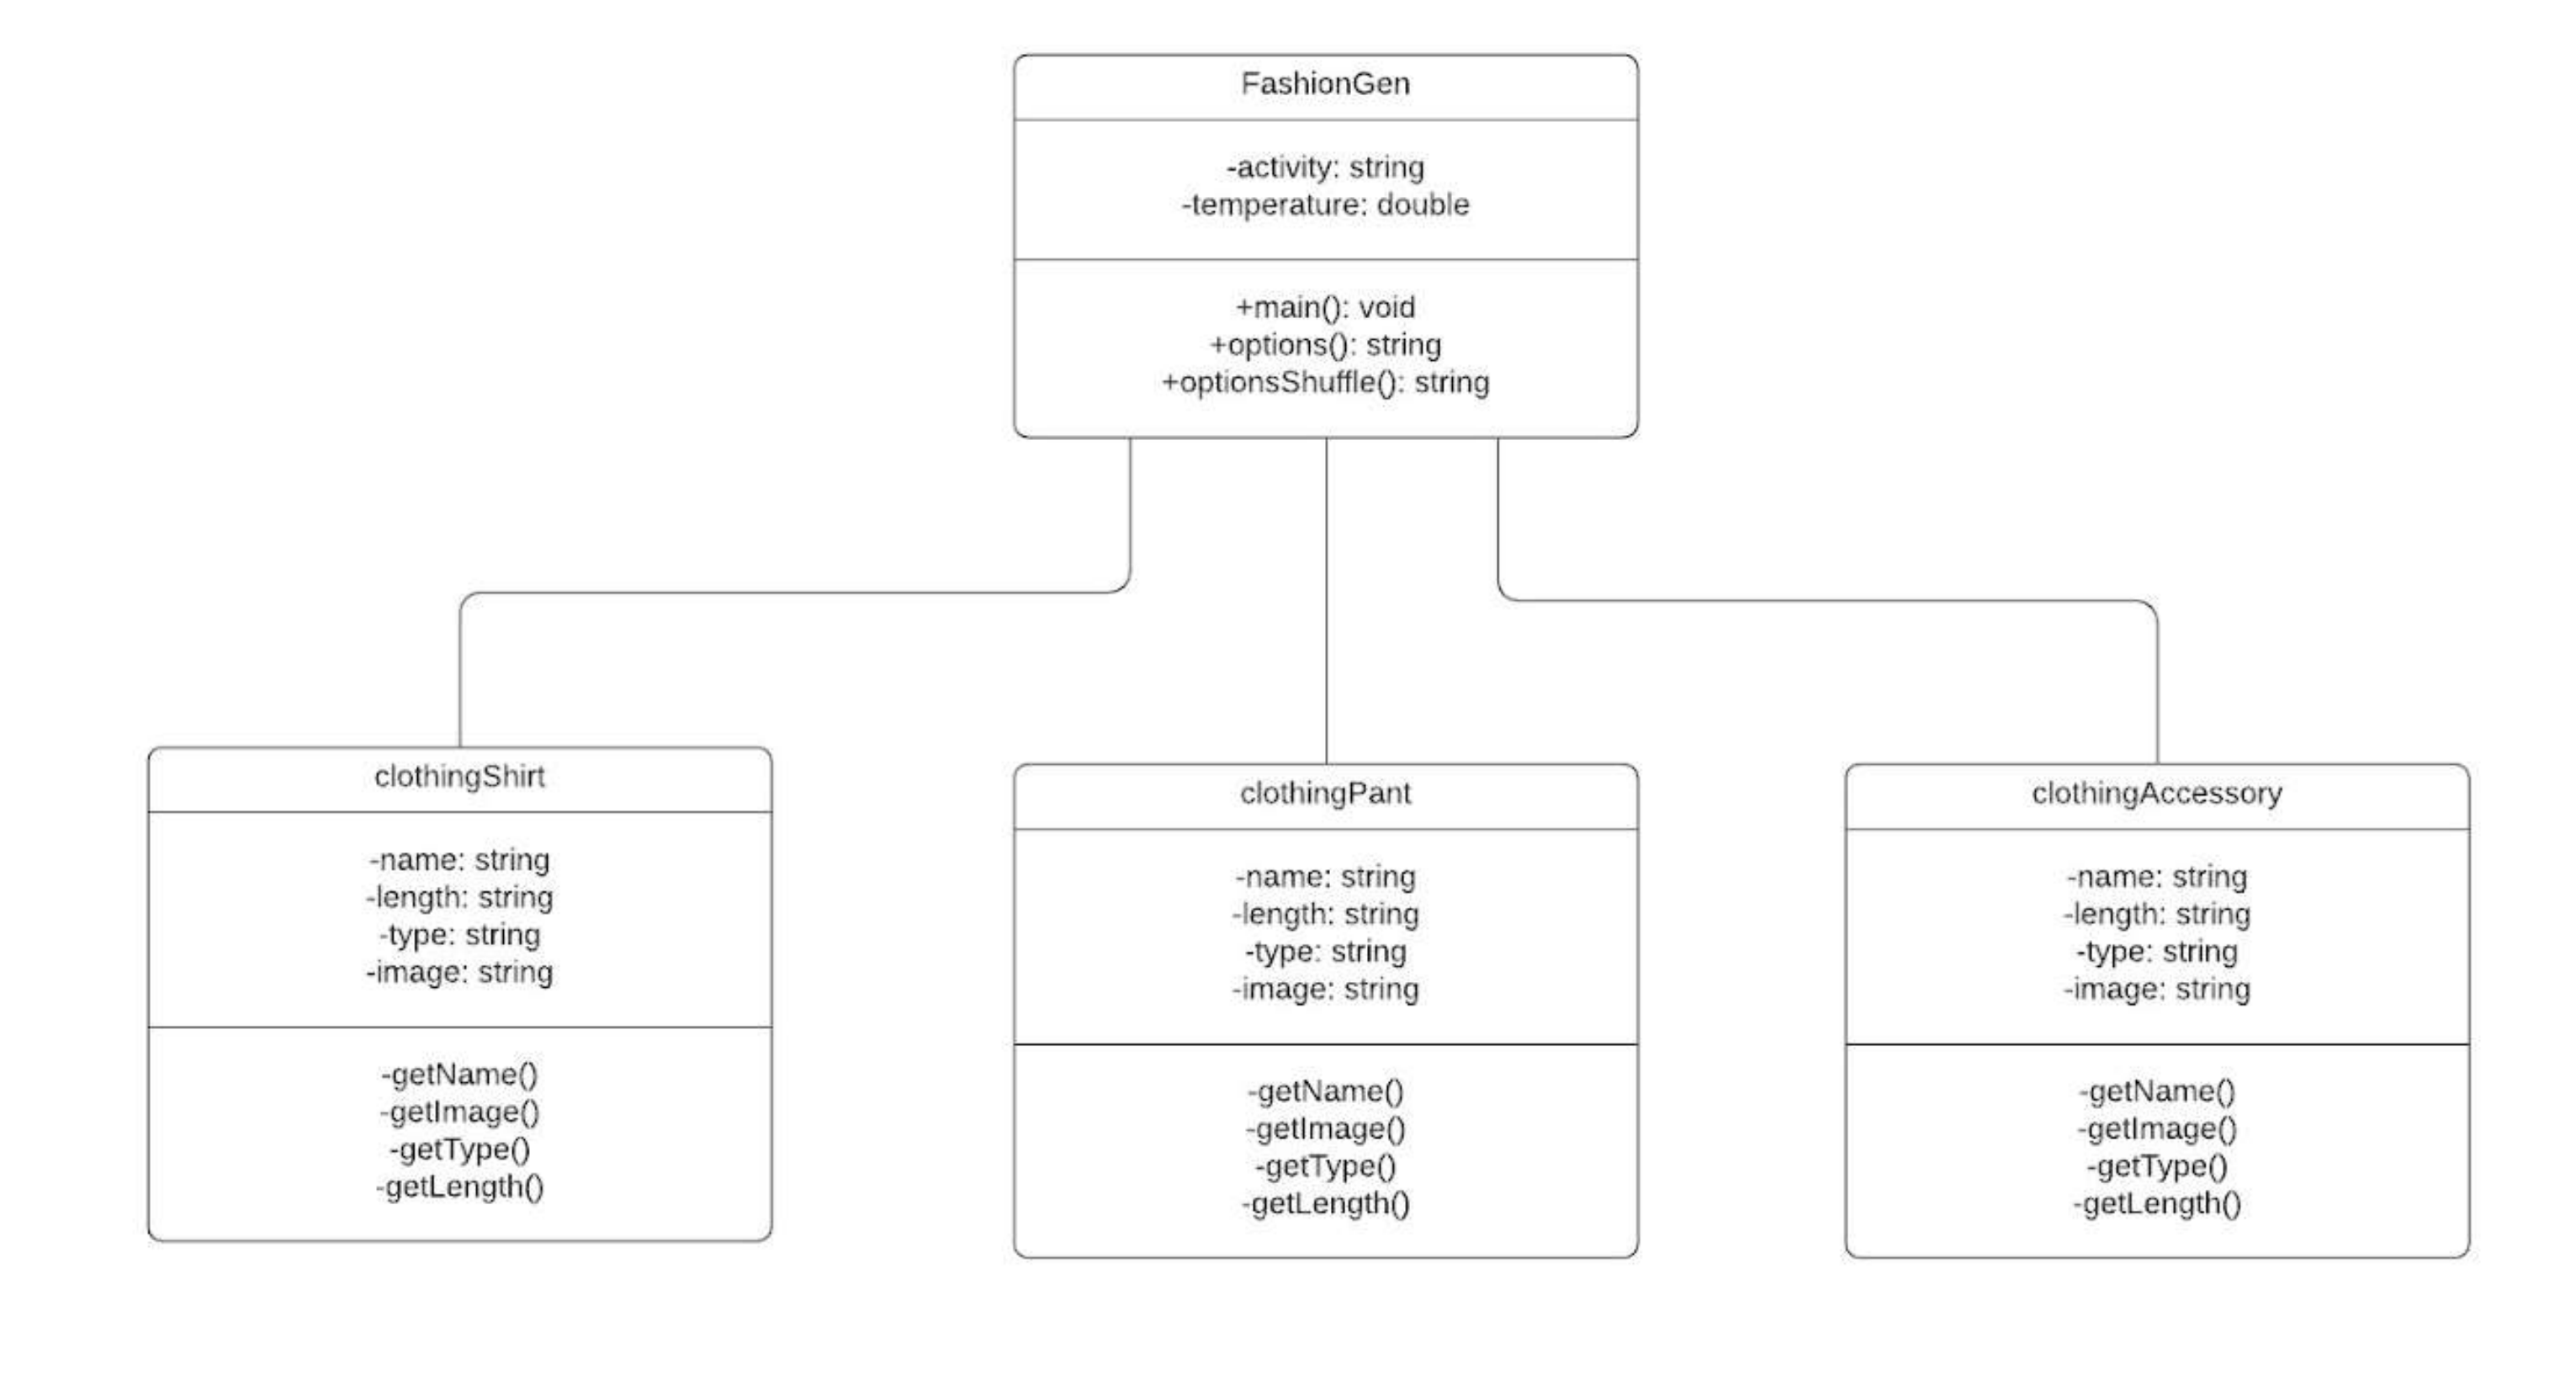 FashionGen
-activity: string
-temperature: double
+main(): void
+options(): string
+optionsShuffle(): string
clothingShirt
-name: string
-length: string
-type: string
-image: string
-getName()
-getImage()
-getType()
-getLength()
clothingPant
-name: string
-length: string
-type: string
-image: string
-getName()
-getImage()
-getType()
-getLength()
clothingAccessory
-name: string
-length: string
-type: string
-image: string
-getName()
-getImage()
-getType()
-getLength()